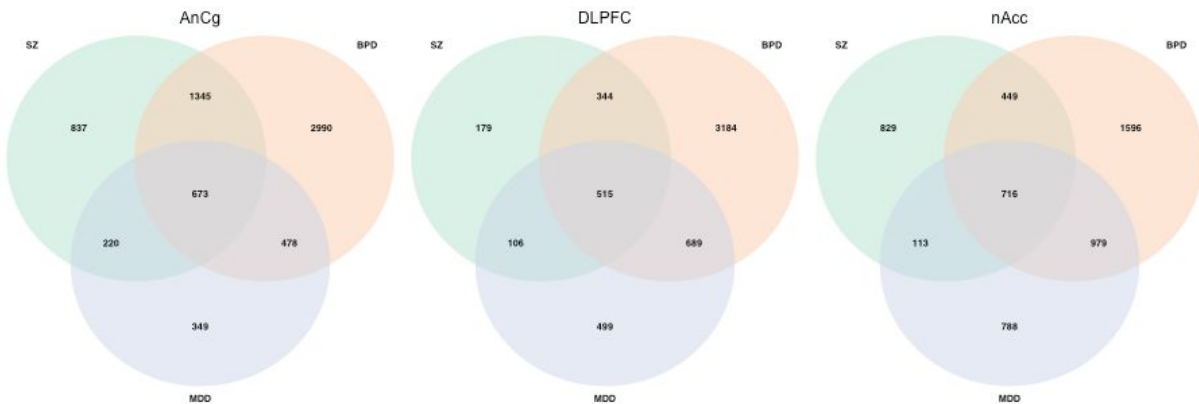 AnCg
SZ
BPD
1345
837
2990
673
220
478
349
MDD
DLPFC
SZ
BPD
344
179
3184
515
106
689
499
MDD
nAcc
SZ
BPD
449
829
1596
716
113
979
788
MDD